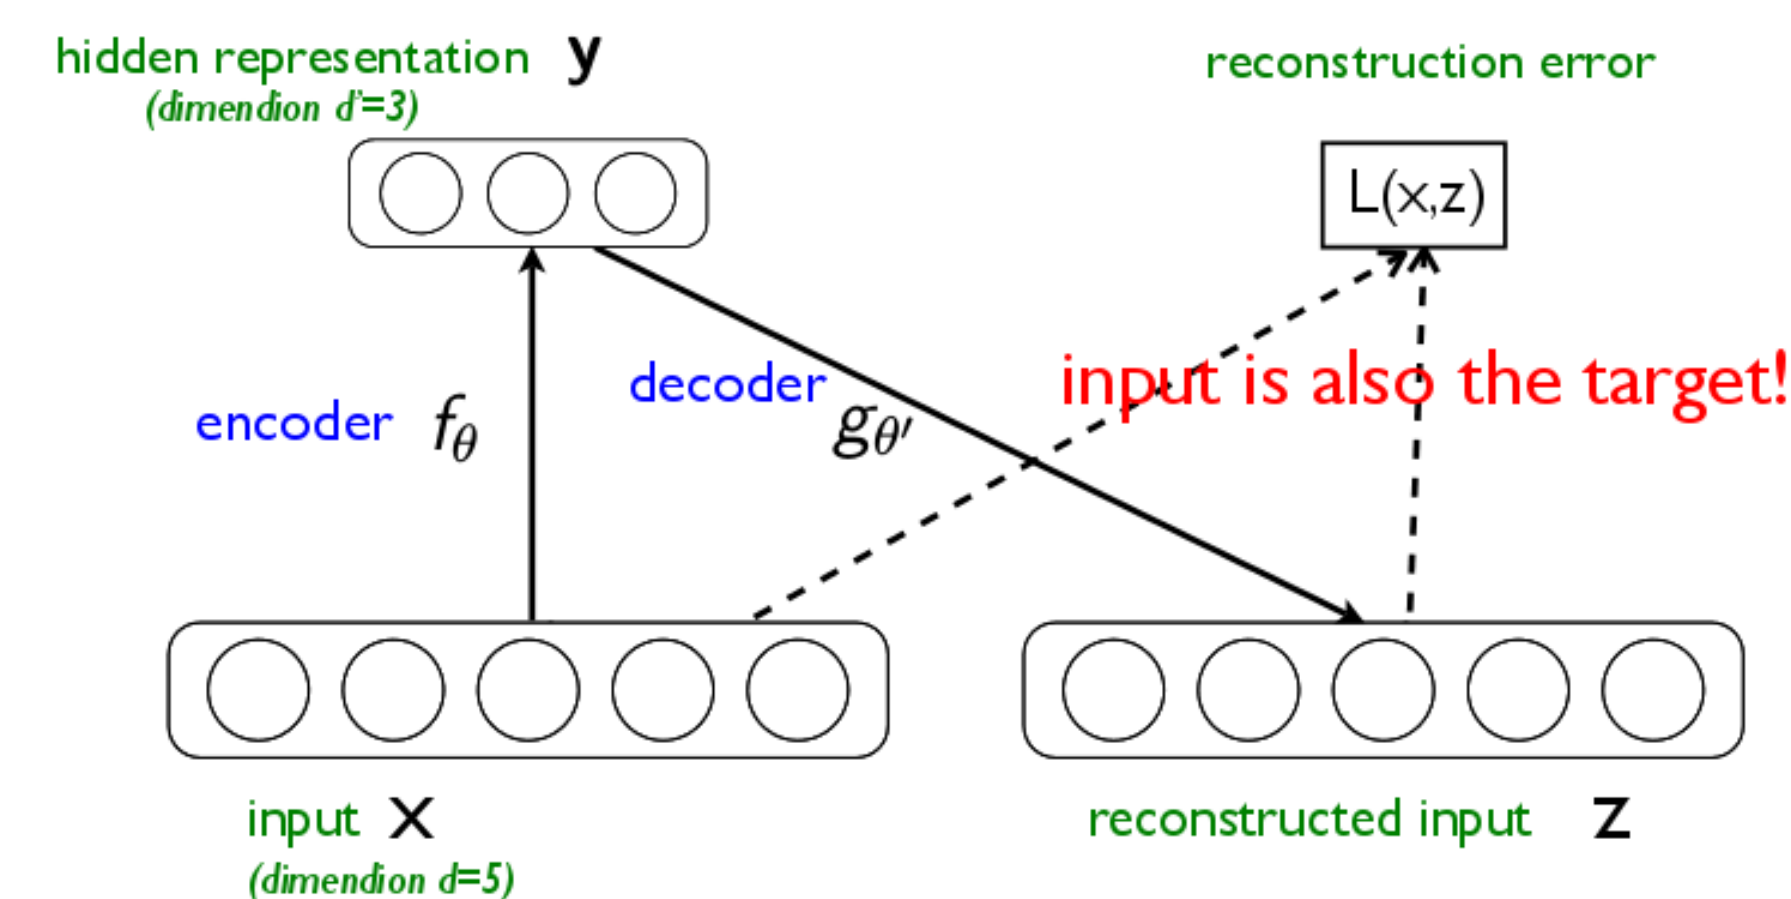 hidden representation y
(dimendion d'=3)
reconstruction error
L(x,z)
input is also the target!
decoder
encoder fθ
gθ'
input x
(dimendion d=5)
reconstructed input z